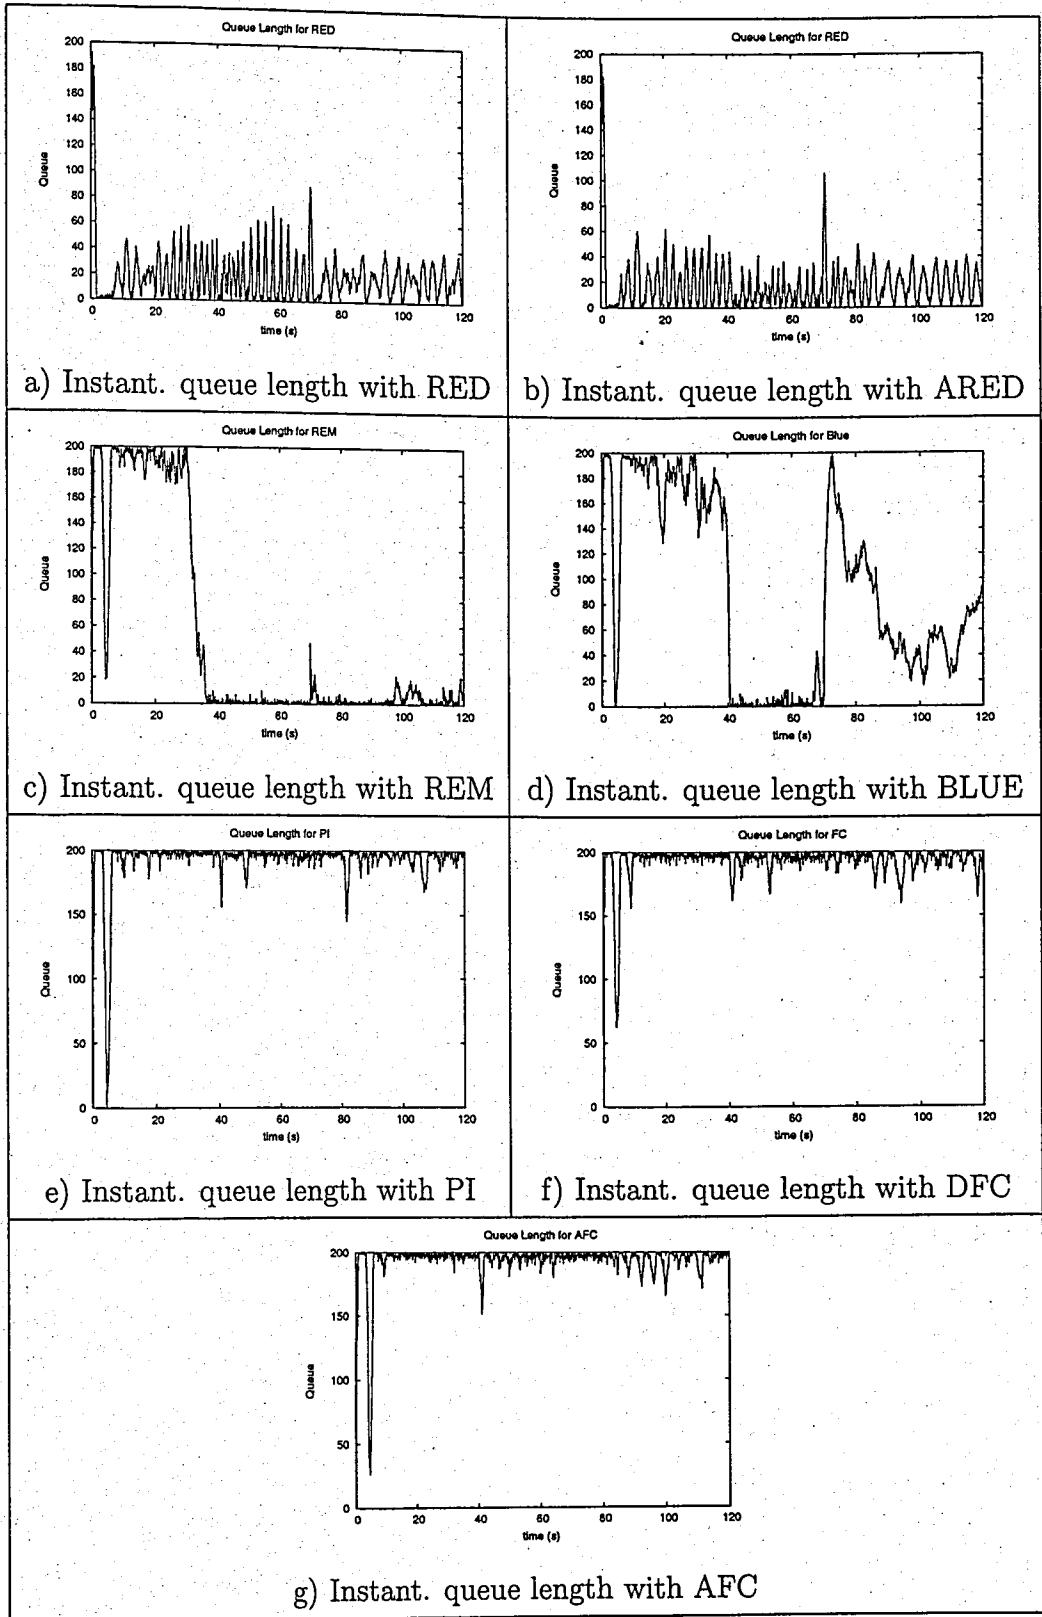 Queue Length for RED
200
180
160
140
120
100
80
60
40
20
0
Queue
0 20 40 60 80 100 120
time (s)
a) Instant. queue length with RED
Queue Length for RED
200
180
160
140
120
100
80
60
40
20
0
Queue
0 20 40 60 80 100 120
time (s)
b) Instant. queue length with ARED
Queue Length for REM
200
180
160
140
120
100
80
60
40
20
0
Queue
0 20 40 60 80 100 120
time (s)
c) Instant. queue length with REM
Queue Length for Blue
200
180
160
140
120
100
80
60
40
20
0
Queue
0 20 40 60 80 100 120
time (s)
d) Instant. queue length with BLUE
Queue Length for PI
200
150
100
50
0
Queue
0 20 40 60 80 100 120
time (s)
e) Instant. queue length with PI
Queue Length for FC
200
150
100
50
0
Queue
0 20 40 60 80 100 120
time (s)
f) Instant. queue length with DFC
Queue Length for AFC
200
150
100
50
0
Queue
0 20 40 60 80 100 120
time (s)
g) Instant. queue length with AFC